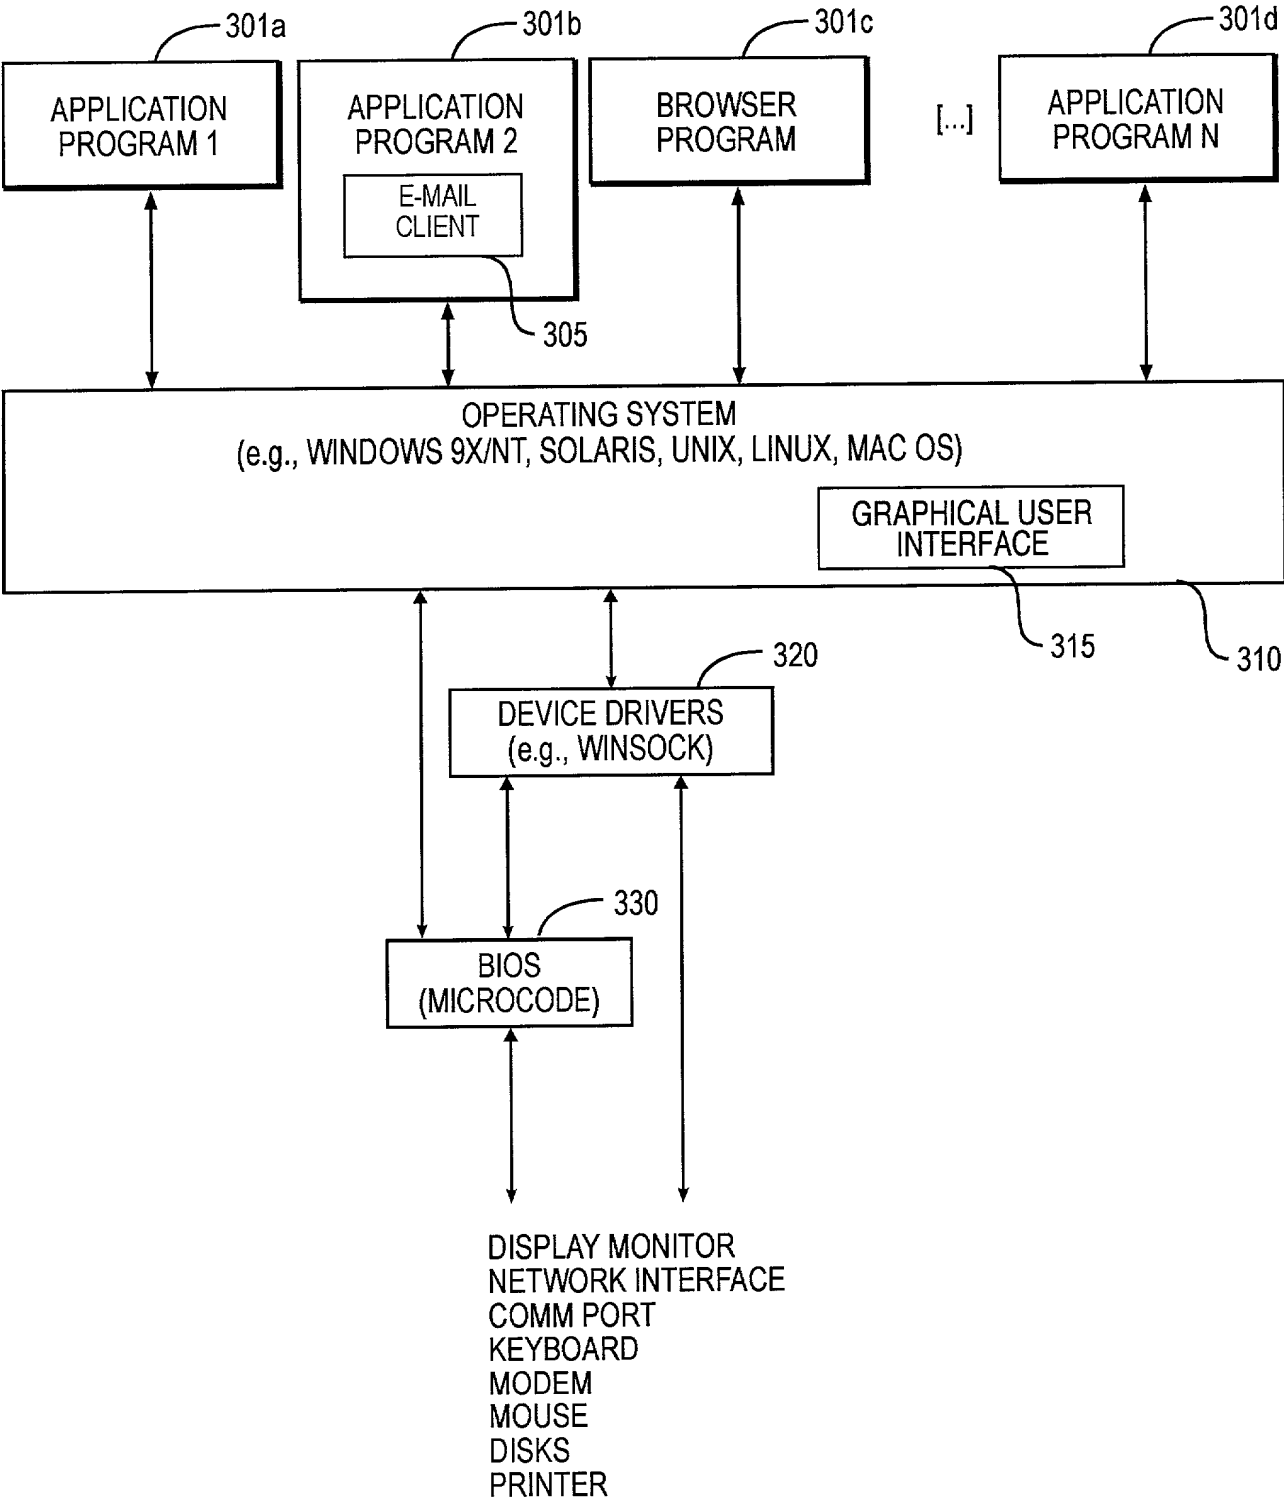 301a
301b
301c
301d
APPLICATION
PROGRAM 1
APPLICATION
PROGRAM 2
E-MAIL
CLIENT
BROWSER
PROGRAM
[...]
APPLICATION
PROGRAM N
305
OPERATING SYSTEM
(e.g., WINDOWS 9X/NT, SOLARIS, UNIX, LINUX, MAC OS)
GRAPHICAL USER
INTERFACE
315
310
320
DEVICE DRIVERS
(e.g., WINSOCK)
330
BIOS
(MICROCODE)
DISPLAY MONITOR
NETWORK INTERFACE
COMM PORT
KEYBOARD
MODEM
MOUSE
DISKS
PRINTER